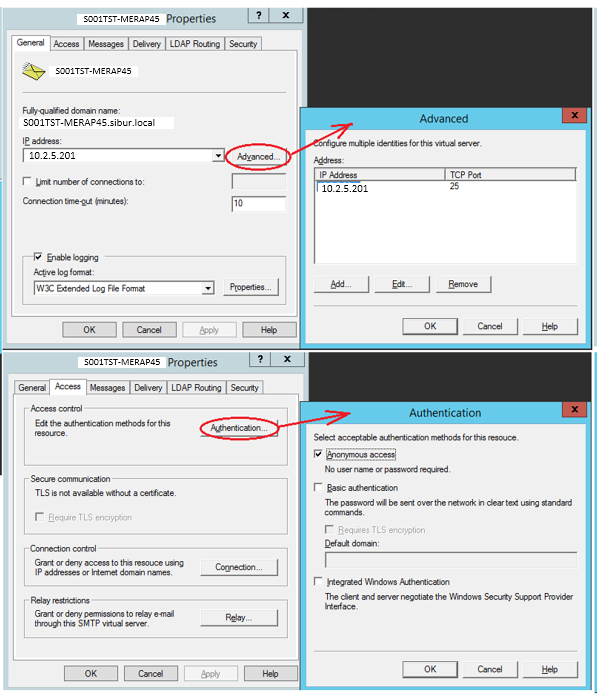 S001TST-MERAP45 Properties
? x
General Access Messages Delivery LDAP Routing Security
S001TST-MERAP45
Fully-qualified domain name:
S001TST-MERAP45.sibur.local
IP address:
10.2.5.201
Advanced...
Limit number of connections to:
Connection time-out (minutes):
10
Enable logging
Active log format:
W3C Extended Log File Format
Properties...
OK Cancel Apply Help
Advanced
x
Configure multiple identities for this virtual server.
Address:
IP Address TCP Port
10.2.5.201 25
Add... Edit... Remove
OK Cancel Help
S001TST-MERAP45 Properties
? x
General Access Messages Delivery LDAP Routing Security
Access control
Edit the authentication methods for this
resource.
Authentication...
Secure communication
TLS is not available without a certificate.
Require TLS encryption
Connection control
Grant or deny access to this resouce using
IP addresses or Internet domain names.
Connection...
Relay restrictions
Grant or deny permissions to relay e-mail
through this SMTP virtual server.
Relay...
OK Cancel Apply Help
Authentication
x
Select acceptable authentication methods for this resouce.
Anonymous access
No user name or password required.
Basic authentication
The password will be sent over the network in clear text using standard
commands.
Requires TLS encryption
Default domain:
Integrated Windows Authentication
The client and server negotiate the Windows Security Support Provider
Interface.
OK Cancel Help